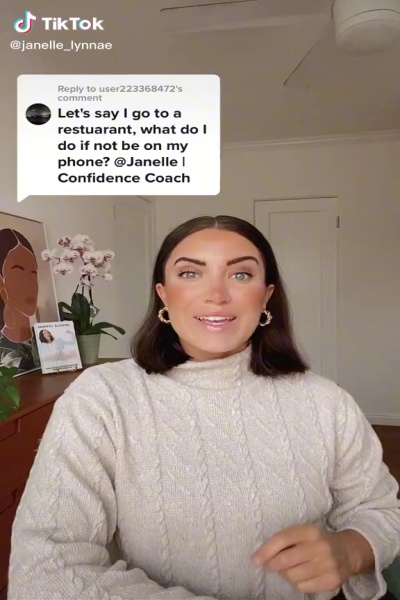 TikTok
@janelle_lynnae
Reply to user223368472's
comment
Let's say I go to a
restuarant, what do I
do if not be on my
phone? @Janelle |
Confidence Coach